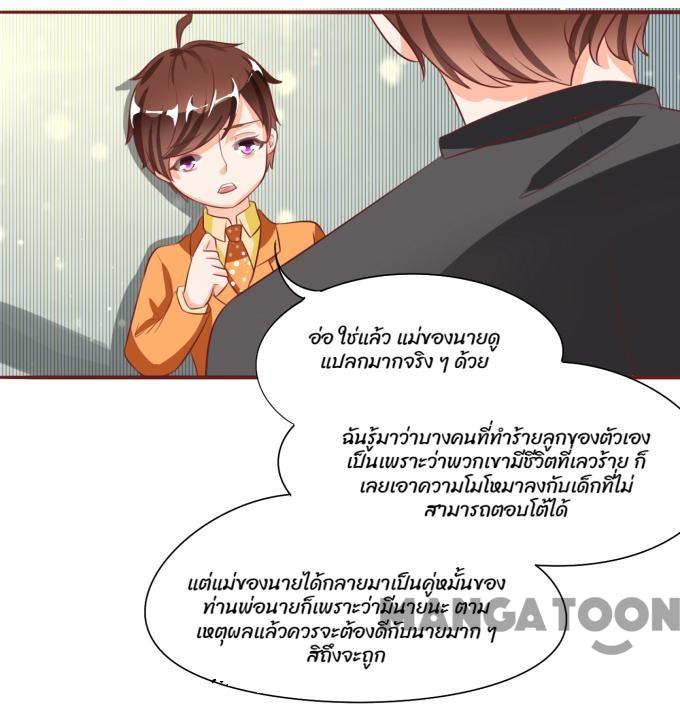 อ่อ ใช่แล้ว แม่ของนายดู
แปลกมากจริง ๆ ด้วย
ฉันรู้มาว่าบางคนที่ทำร้ายลูกของตัวเอง
เป็นเพราะว่าพวกเขามีชีวิตที่เลวร้าย ก็
เลยเอาความโมโหมาลงกับเด็กที่ไม่
สามารถตอบโต้ได้
แต่แม่ของนายได้กลายมาเป็นคู่หมั้นของ
ท่านพ่อนายก็เพราะว่ามีนายนะ ตาม
เหตุผลแล้วควรจะต้องดีกับนายมาก ๆ
สิถึงจะถูก
MANGA TOON